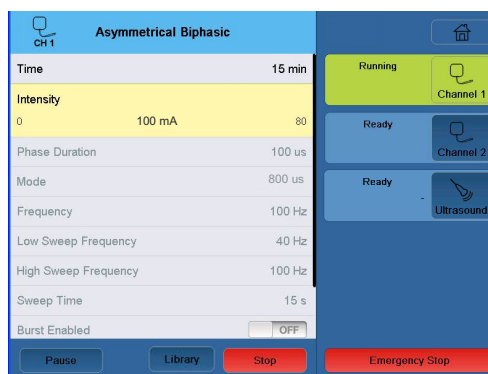 CH 1
Asymmetrical Biphasic
Time 15 min
Intensity
0 100 mA 80
Phase Duration 100 us
Mode 800 us
Frequency 100 Hz
Low Sweep Frequency 40 Hz
High Sweep Frequency 100 Hz
Sweep Time 15 s
Burst Enabled OFF
Pause Library Stop
Running
Channel 1
Ready
Channel 2
Ready
-
Ultrasound
Emergency Stop